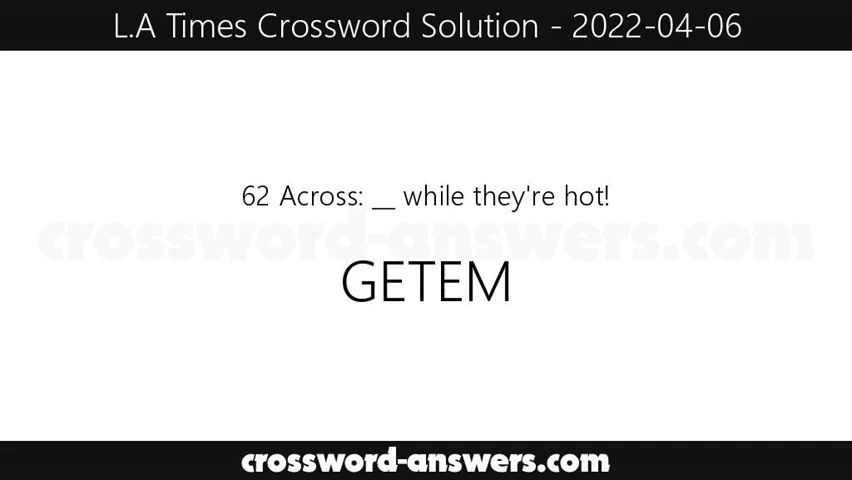 L.A Times Crossword Solution - 2022-04-06
62 Across: __ while they're hot!
crossword-answers.com
GETEM
crossword-answers.com